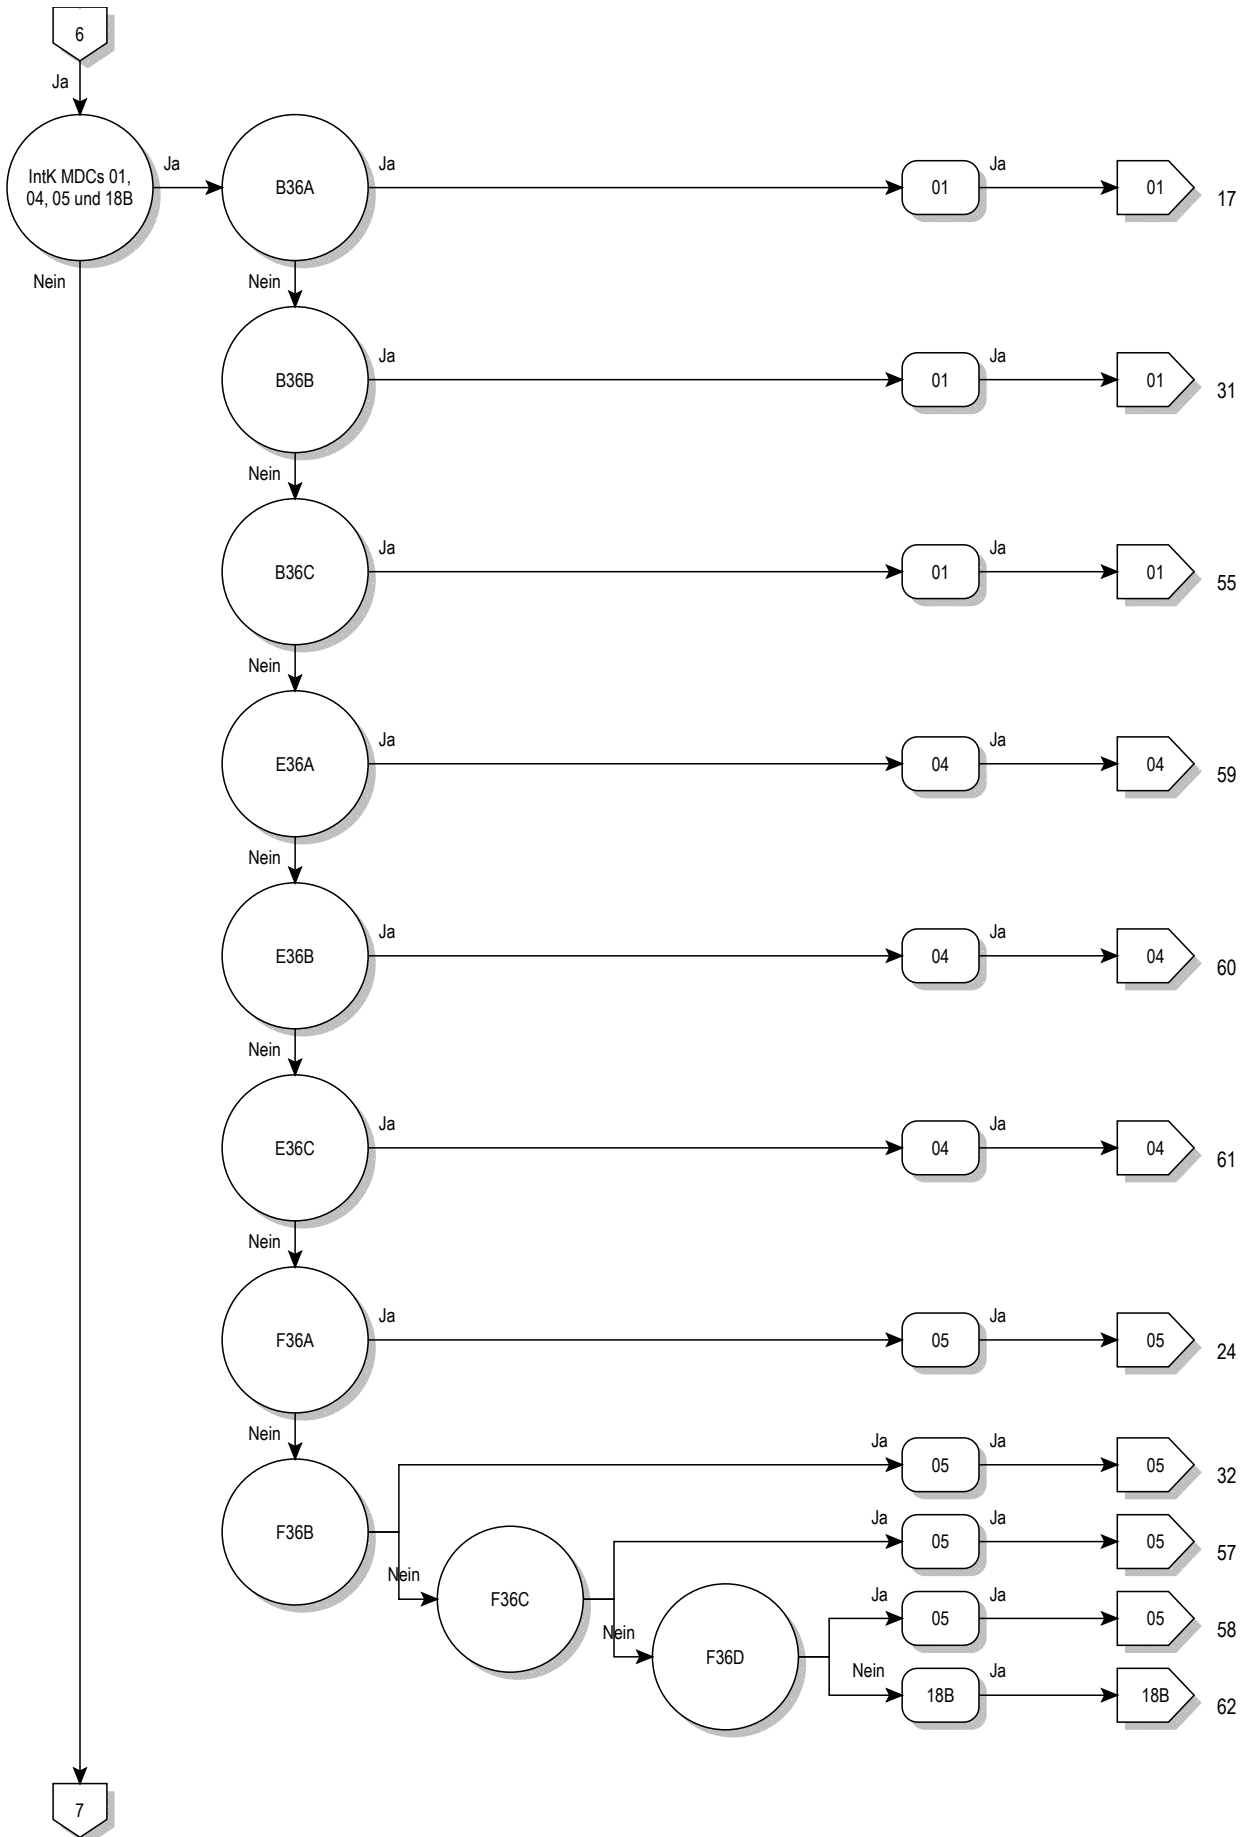 6
Ja
IntK MDCs 01,
04, 05 und 18B
Ja
B36A
Ja
01
Ja
01
17
Nein
Nein
B36B
Ja
01
Ja
01
31
Nein
B36C
Ja
01
Ja
01
55
Nein
E36A
Ja
04
Ja
04
59
Nein
E36B
Ja
04
Ja
04
60
Nein
E36C
Ja
04
Ja
04
61
Nein
F36A
Ja
05
Ja
05
24
Nein
F36B
Ja
05
Ja
05
32
Nein
F36C
Ja
05
Ja
05
57
Nein
F36D
Ja
05
Ja
05
58
Nein
18B
Ja
18B
62
7